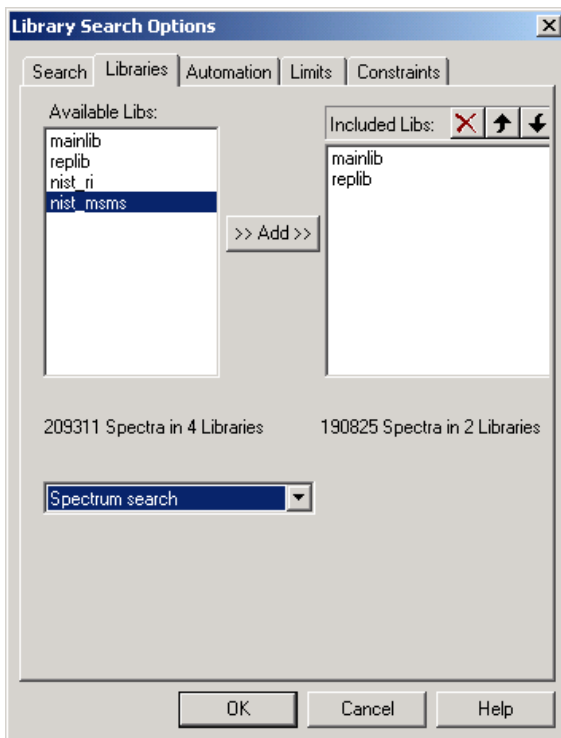 Library Search Options
Search Libraries Automation Limits Constraints
Available Libs:
mainlib
replib
nist_ri
nist_msms
>> Add >>
Included Libs:
mainlib
replib
209311 Spectra in 4 Libraries
190825 Spectra in 2 Libraries
Spectrum search
OK Cancel Help